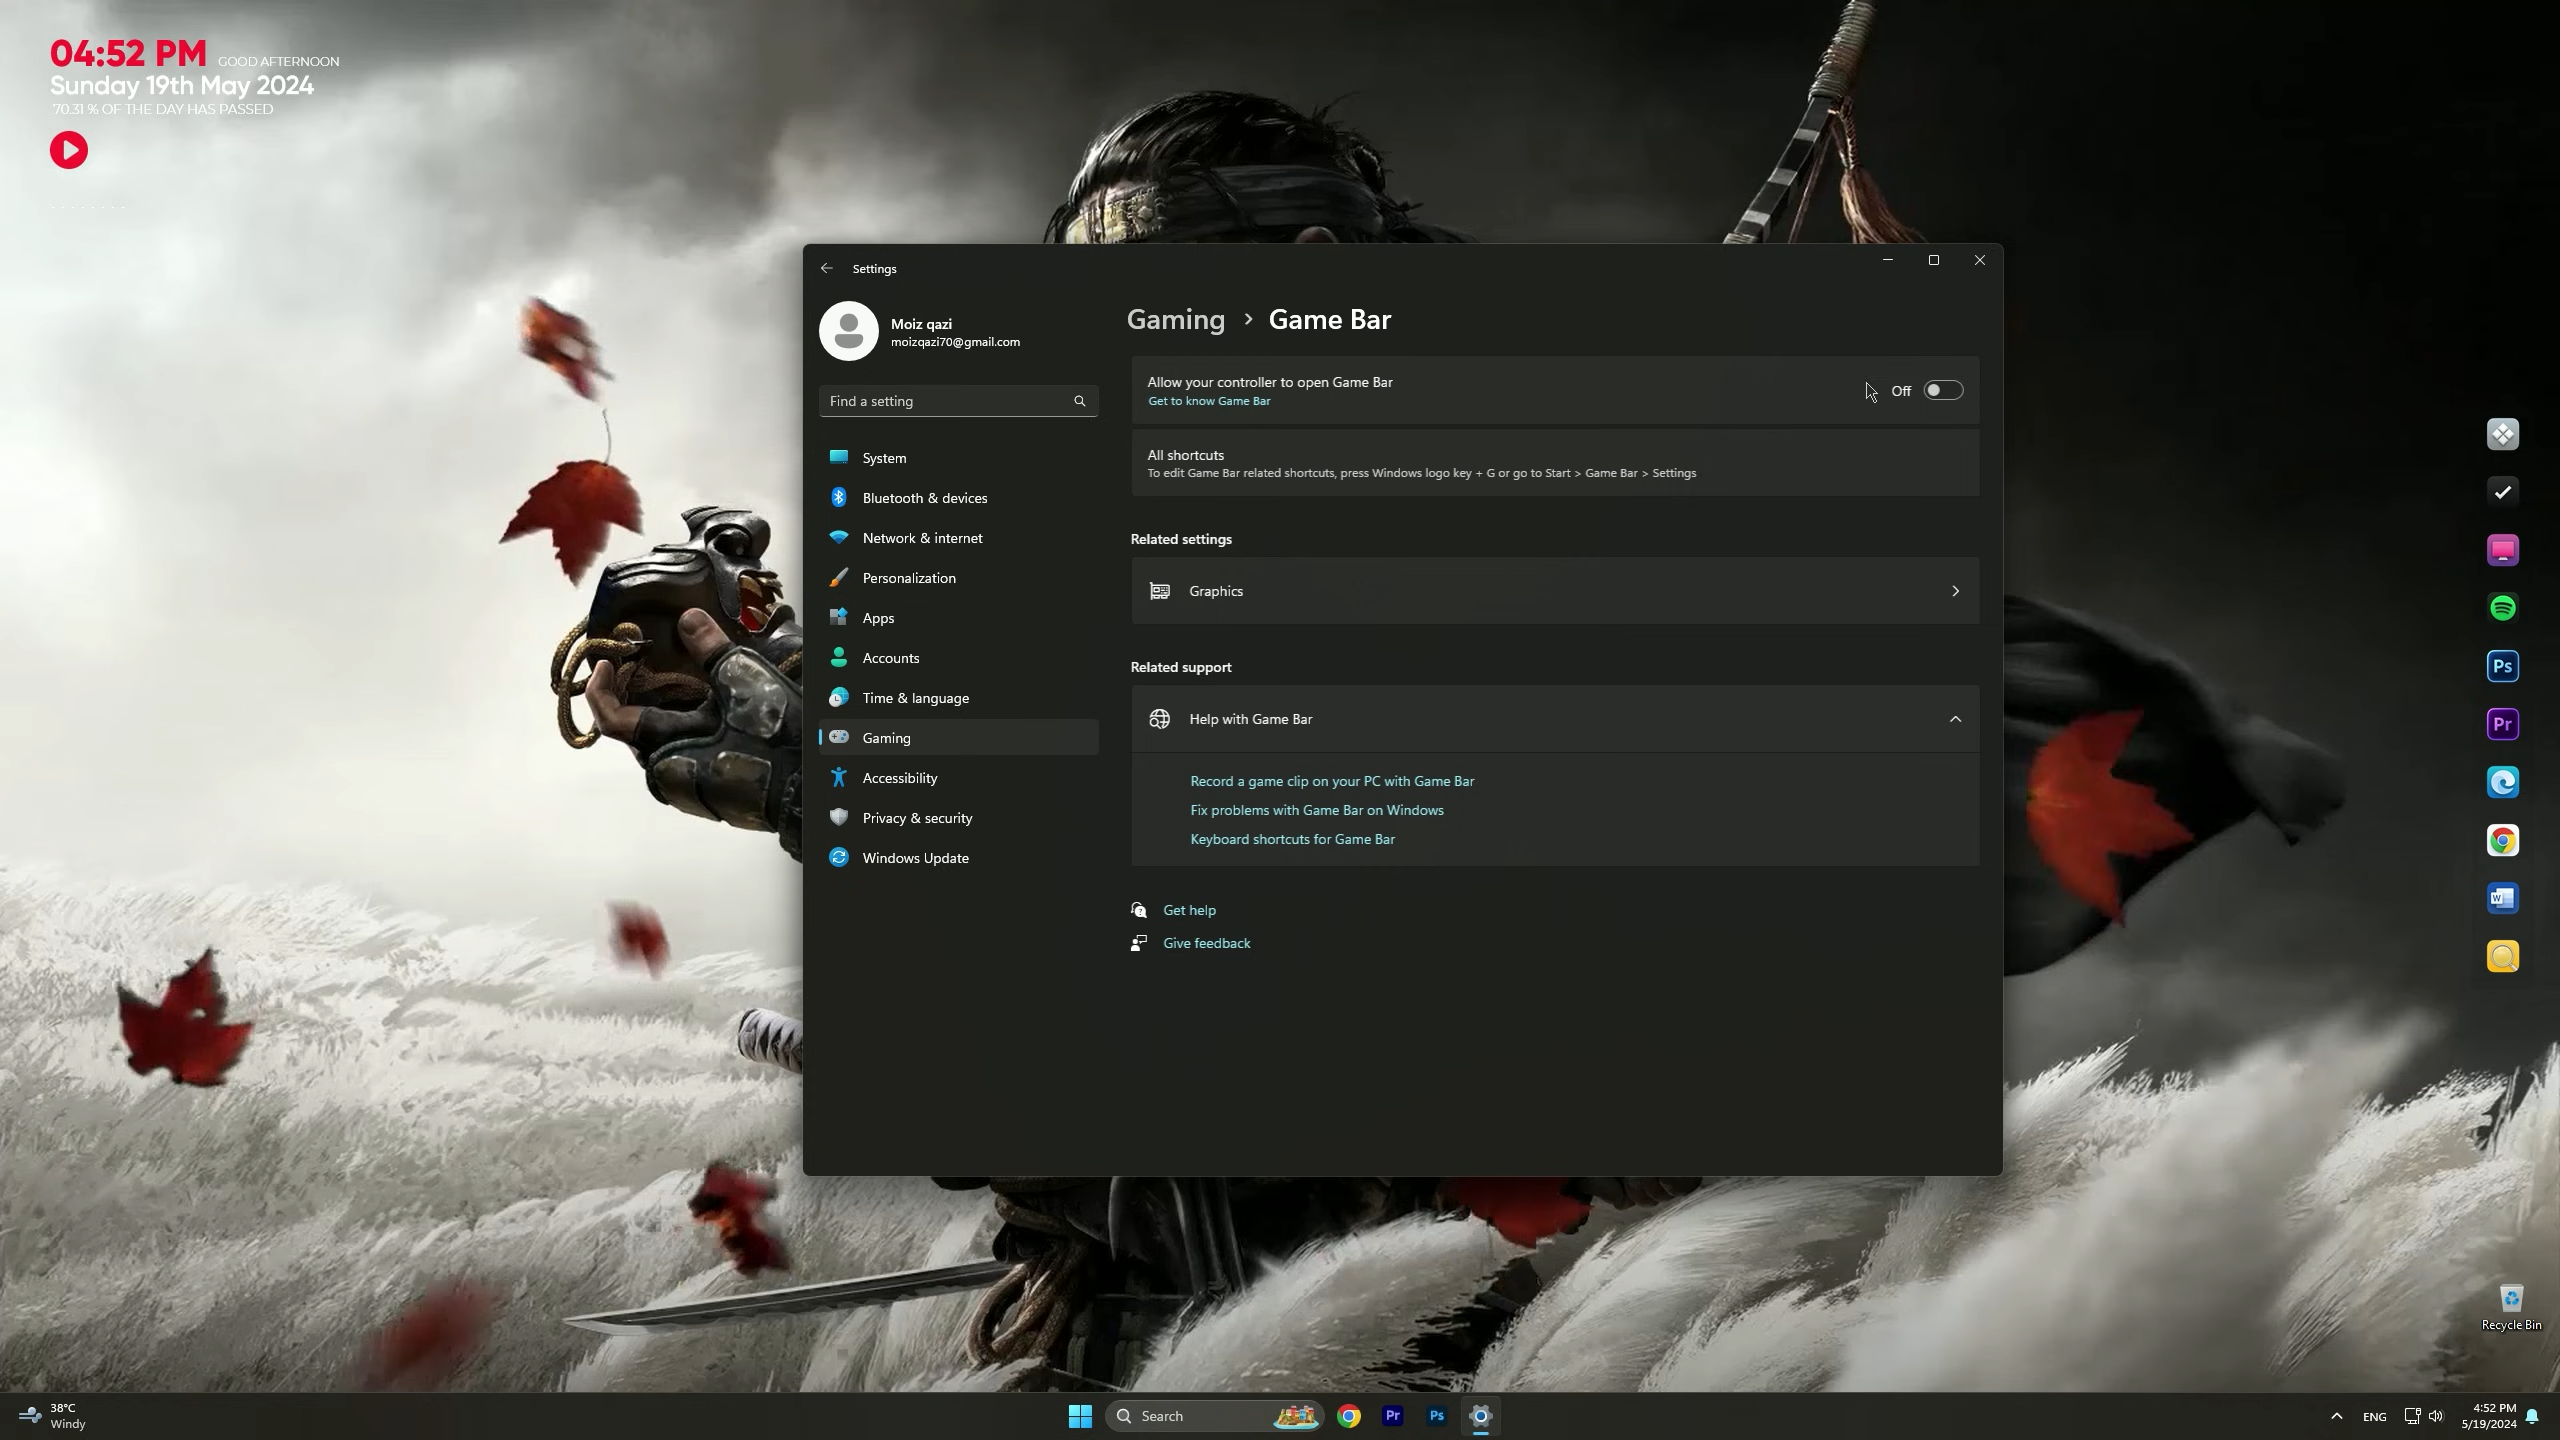 04:52 PM GOOD AFTERNOON
Sunday 19th May 2024
70.31 % OF THE DAY HAS PASSED
Settings
Moiz qazi
moizqazi70@gmail.com
Find a setting
System
Bluetooth & devices
Network & internet
Personalization
Apps
Accounts
Time & language
Gaming
Accessibility
Privacy & security
Windows Update
Gaming > Game Bar
Allow your controller to open Game Bar
Get to know Game Bar
Off
All shortcuts
To edit Game Bar related shortcuts, press Windows logo key + G or go to Start > Game Bar > Settings
Related settings
Graphics
Related support
Help with Game Bar
Record a game clip on your PC with Game Bar
Fix problems with Game Bar on Windows
Keyboard shortcuts for Game Bar
Get help
Give feedback
Ps
Pr
W
Recycle Bin
38°C
Windy
Search
Pr
Ps
ENG
4:52 PM
5/19/2024